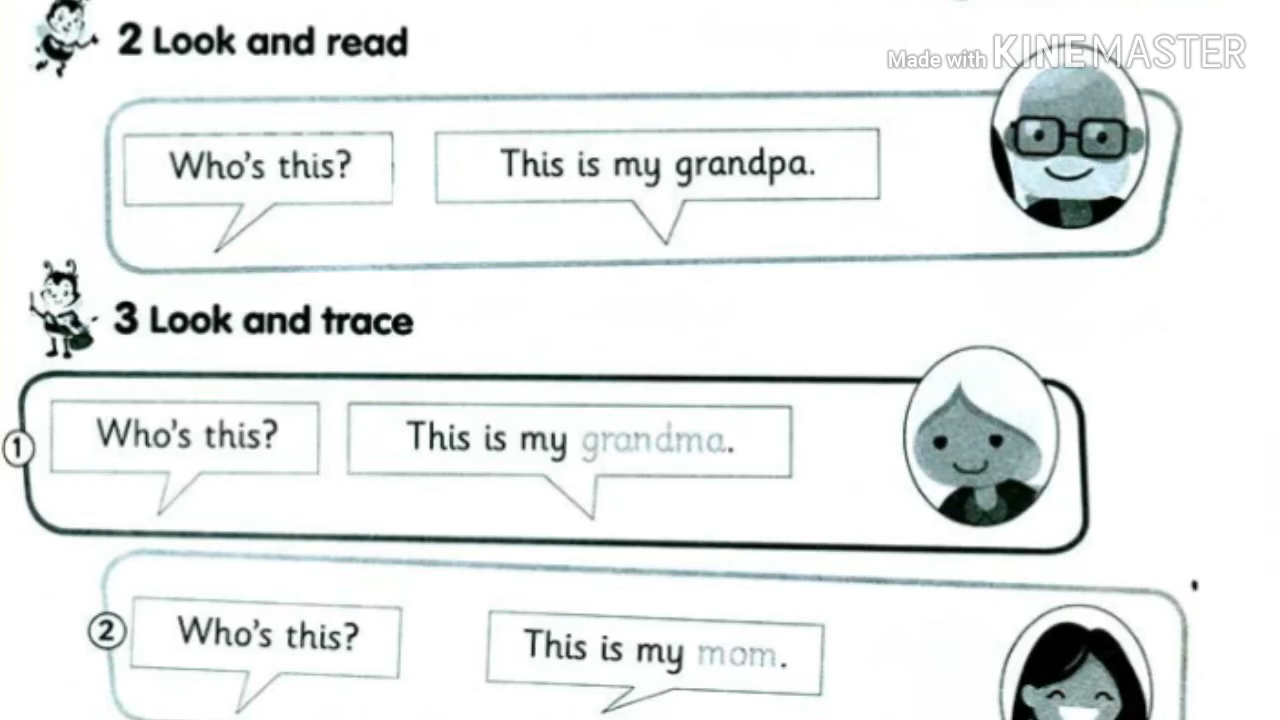 Made with KINEMASTER
2 Look and read
Who's this?
This is my grandpa.
3 Look and trace
1
Who's this?
This is my grandma.
2
Who's this?
This is my mom.